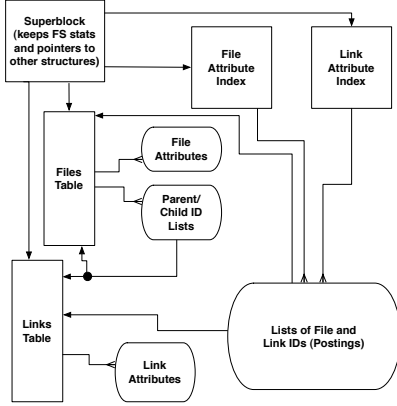 Superblock
(keeps FS stats
and pointers to
other structures)
File
Attribute
Index
Link
Attribute
Index
Files
Table
File
Attributes
Parent/
Child ID
Lists
Links
Table
Link
Attributes
Lists of File and
Link IDs (Postings)